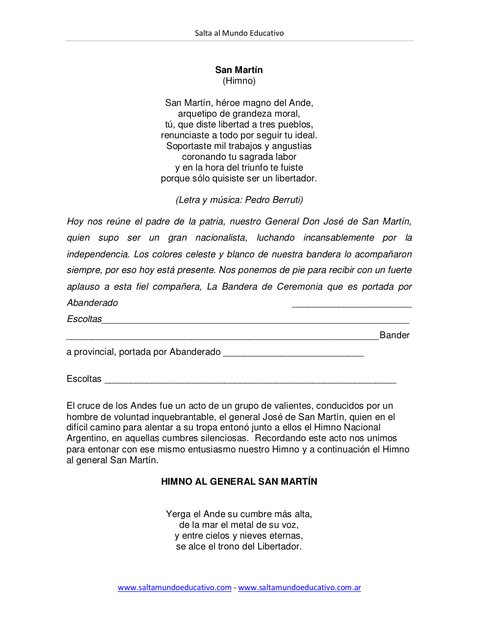 Salta al Mundo Educativo
San Martín
(Himno)
San Martín, héroe magno del Ande,
arquetipo de grandeza moral,
tú, que diste libertad a tres pueblos,
renunciaste a todo por seguir tu ideal.
Soportaste mil trabajos y angustias
coronando tu sagrada labor
y en la hora del triunfo te fuiste
porque sólo quisiste ser un libertador.
(Letra y música: Pedro Berruti)
Hoy nos reúne el padre de la patria, nuestro General Don José de San Martín,
quien supo ser un gran nacionalista, luchando incansablemente por la
independencia. Los colores celeste y blanco de nuestra bandera lo acompañaron
siempre, por eso hoy está presente. Nos ponemos de pie para recibir con un fuerte
aplauso a esta fiel compañera, La Bandera de Ceremonia que es portada por
Abanderado ________________________
Escoltas______________________________________________________________
_______________________________________________________________Bander
a provincial, portada por Abanderado ____________________________
Escoltas __________________________________________________________
El cruce de los Andes fue un acto de un grupo de valientes, conducidos por un
hombre de voluntad inquebrantable, el general José de San Martín, quien en el
difícil camino para alentar a su tropa entonó junto a ellos el Himno Nacional
Argentino, en aquellas cumbres silenciosas. Recordando este acto nos unimos
para entonar con ese mismo entusiasmo nuestro Himno y a continuación el Himno
al general San Martín.
HIMNO AL GENERAL SAN MARTÍN
Yerga el Ande su cumbre más alta,
de la mar el metal de su voz,
y entre cielos y nieves eternas,
se alce el trono del Libertador.
www.saltamundoeducativo.com - www.saltamundoeducativo.com.ar